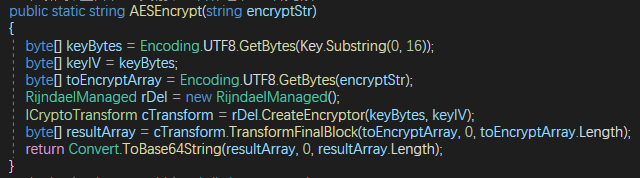 public static string AESEncrypt(string encryptStr)
{
byte[] keyBytes = Encoding.UTF8.GetBytes(Key.Substring(0, 16));
byte[] keyIV = keyBytes;
byte[] toEncryptArray = Encoding.UTF8.GetBytes(encryptStr);
RijndaelManaged rDel = new RijndaelManaged();
ICryptoTransform cTransform = rDel.CreateEncryptor(keyBytes, keyIV);
byte[] resultArray = cTransform.TransformFinalBlock(toEncryptArray, 0, toEncryptArray.Length);
return Convert.ToBase64String(resultArray, 0, resultArray.Length);
}